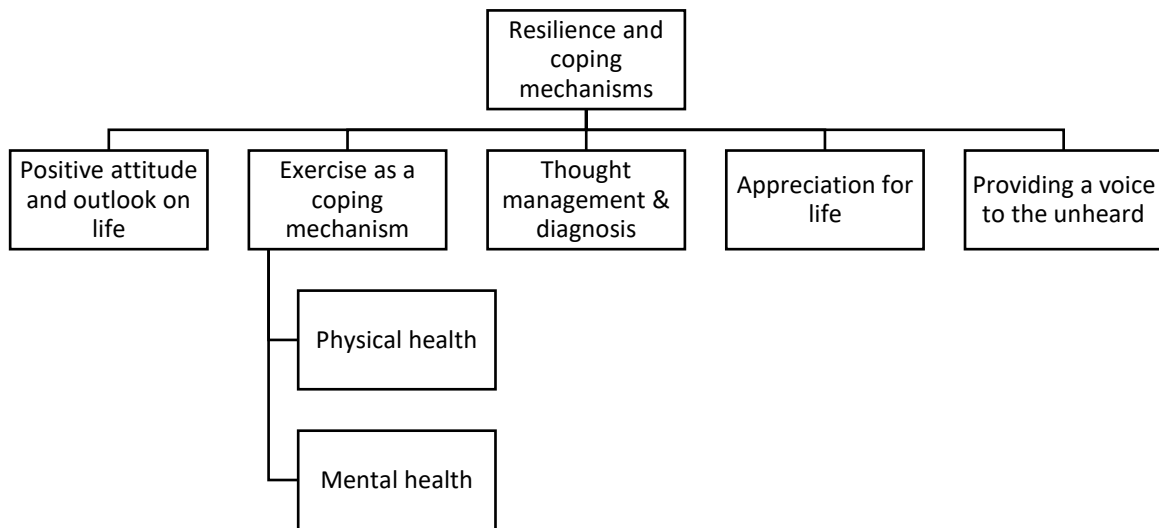 Resilience and
coping
mechanisms
Positive attitude
and outlook on
life
Exercise as a
coping
mechanism
Thought
management &
diagnosis
Appreciation for
life
Providing a voice
to the unheard
Physical health
Mental health